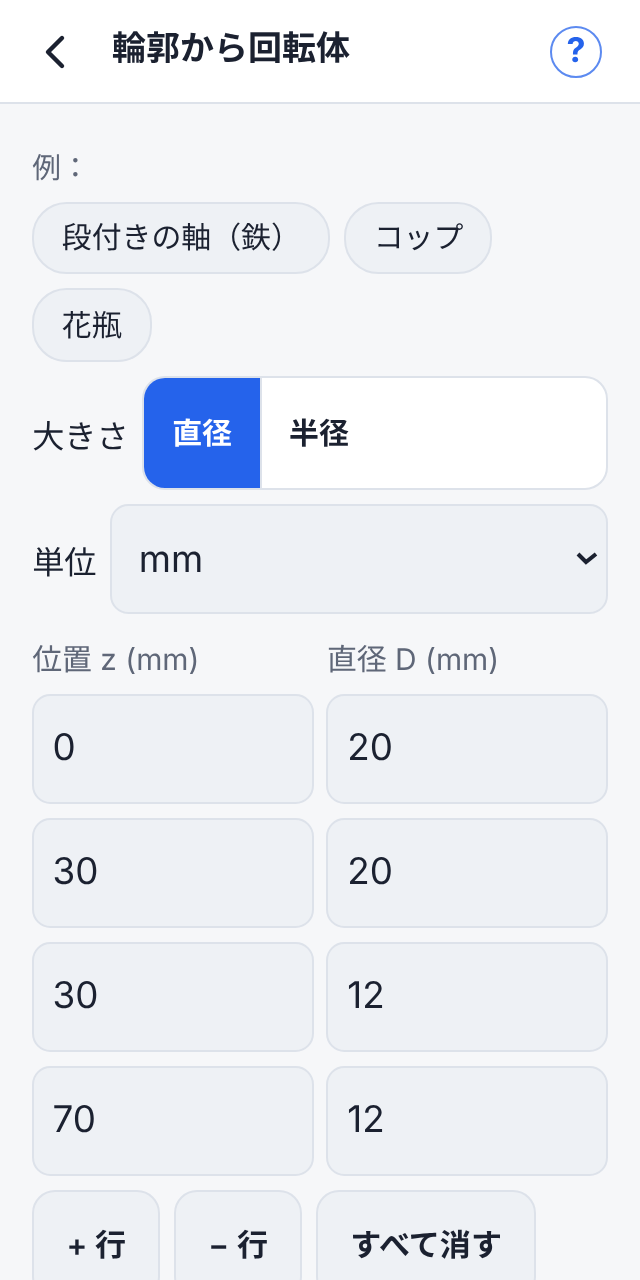 輪郭から回転体
?
例：
段付きの軸（鉄）
コップ
花瓶
大きさ 直径 半径
単位 mm
位置 z (mm) 直径 D (mm)
0 20
30 20
30 12
70 12
+ 行 − 行 すべて消す